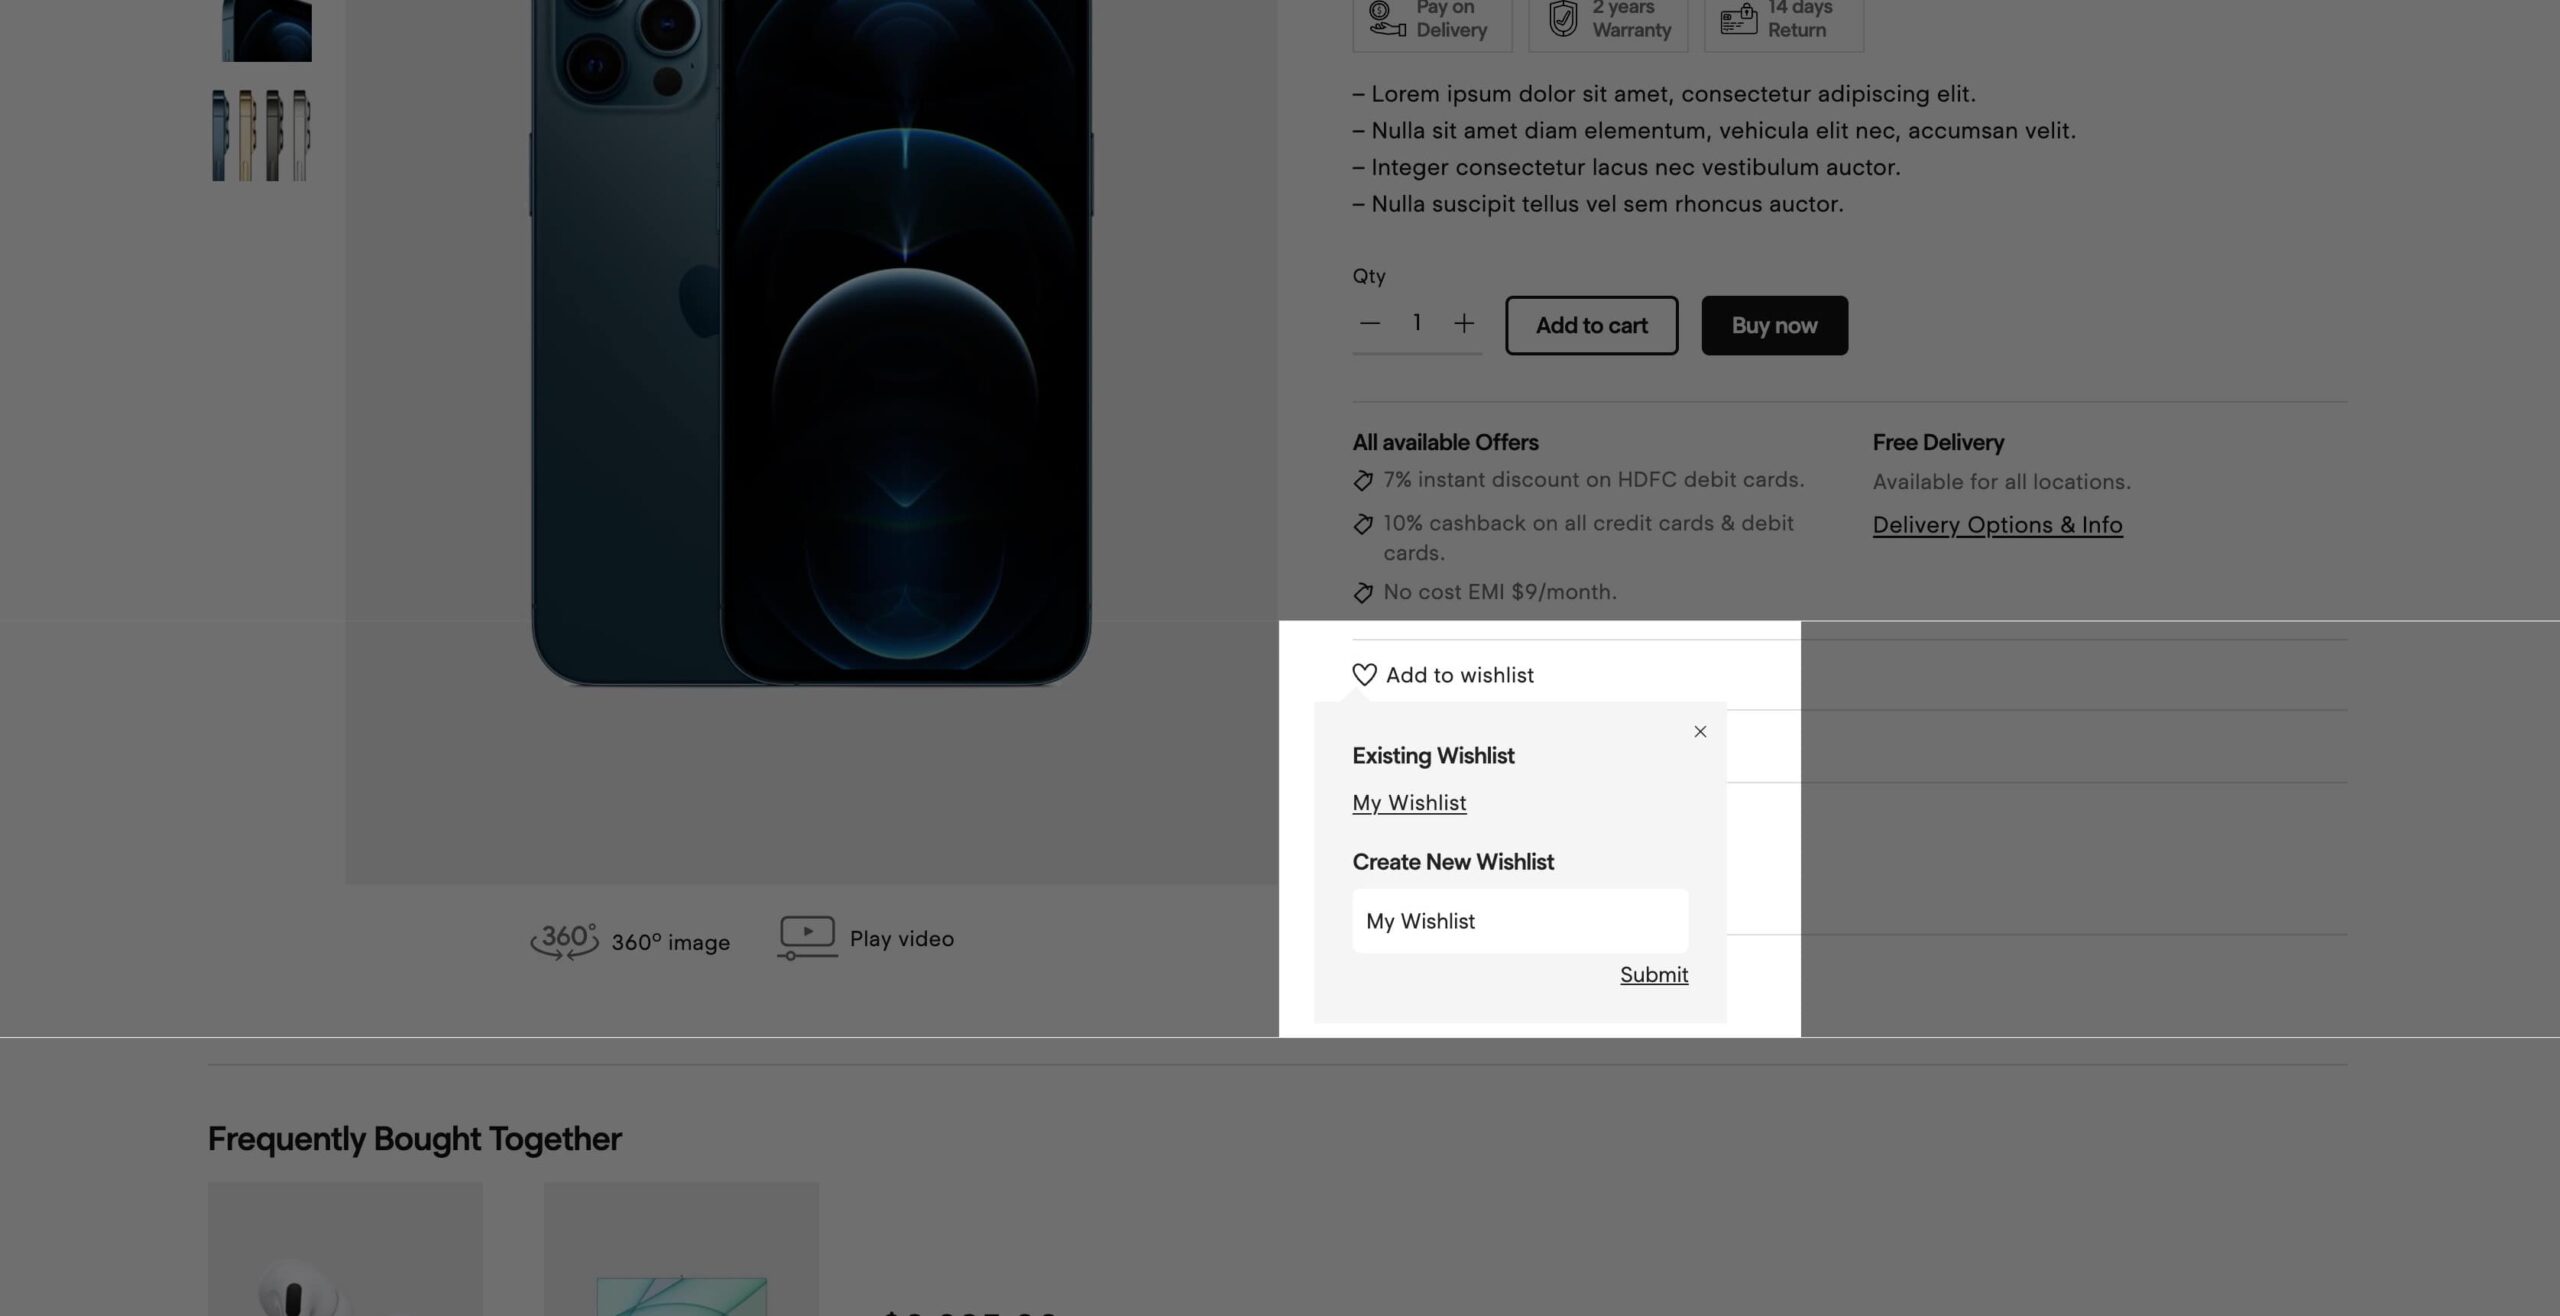 Pay on
Delivery
2 years
Warranty
14 days
Return
– Lorem ipsum dolor sit amet, consectetur adipiscing elit.
– Nulla sit amet diam elementum, vehicula elit nec, accumsan velit.
– Integer consectetur lacus nec vestibulum auctor.
– Nulla suscipit tellus vel sem rhoncus auctor.
Qty
— 1 +
Add to cart
Buy now
All available Offers
7% instant discount on HDFC debit cards.
10% cashback on all credit cards & debit
cards.
No cost EMI $9/month.
Free Delivery
Available for all locations.
Delivery Options & Info
Add to wishlist
Existing Wishlist
My Wishlist
Create New Wishlist
My Wishlist
Submit
360°
360° image
Play video
Frequently Bought Together